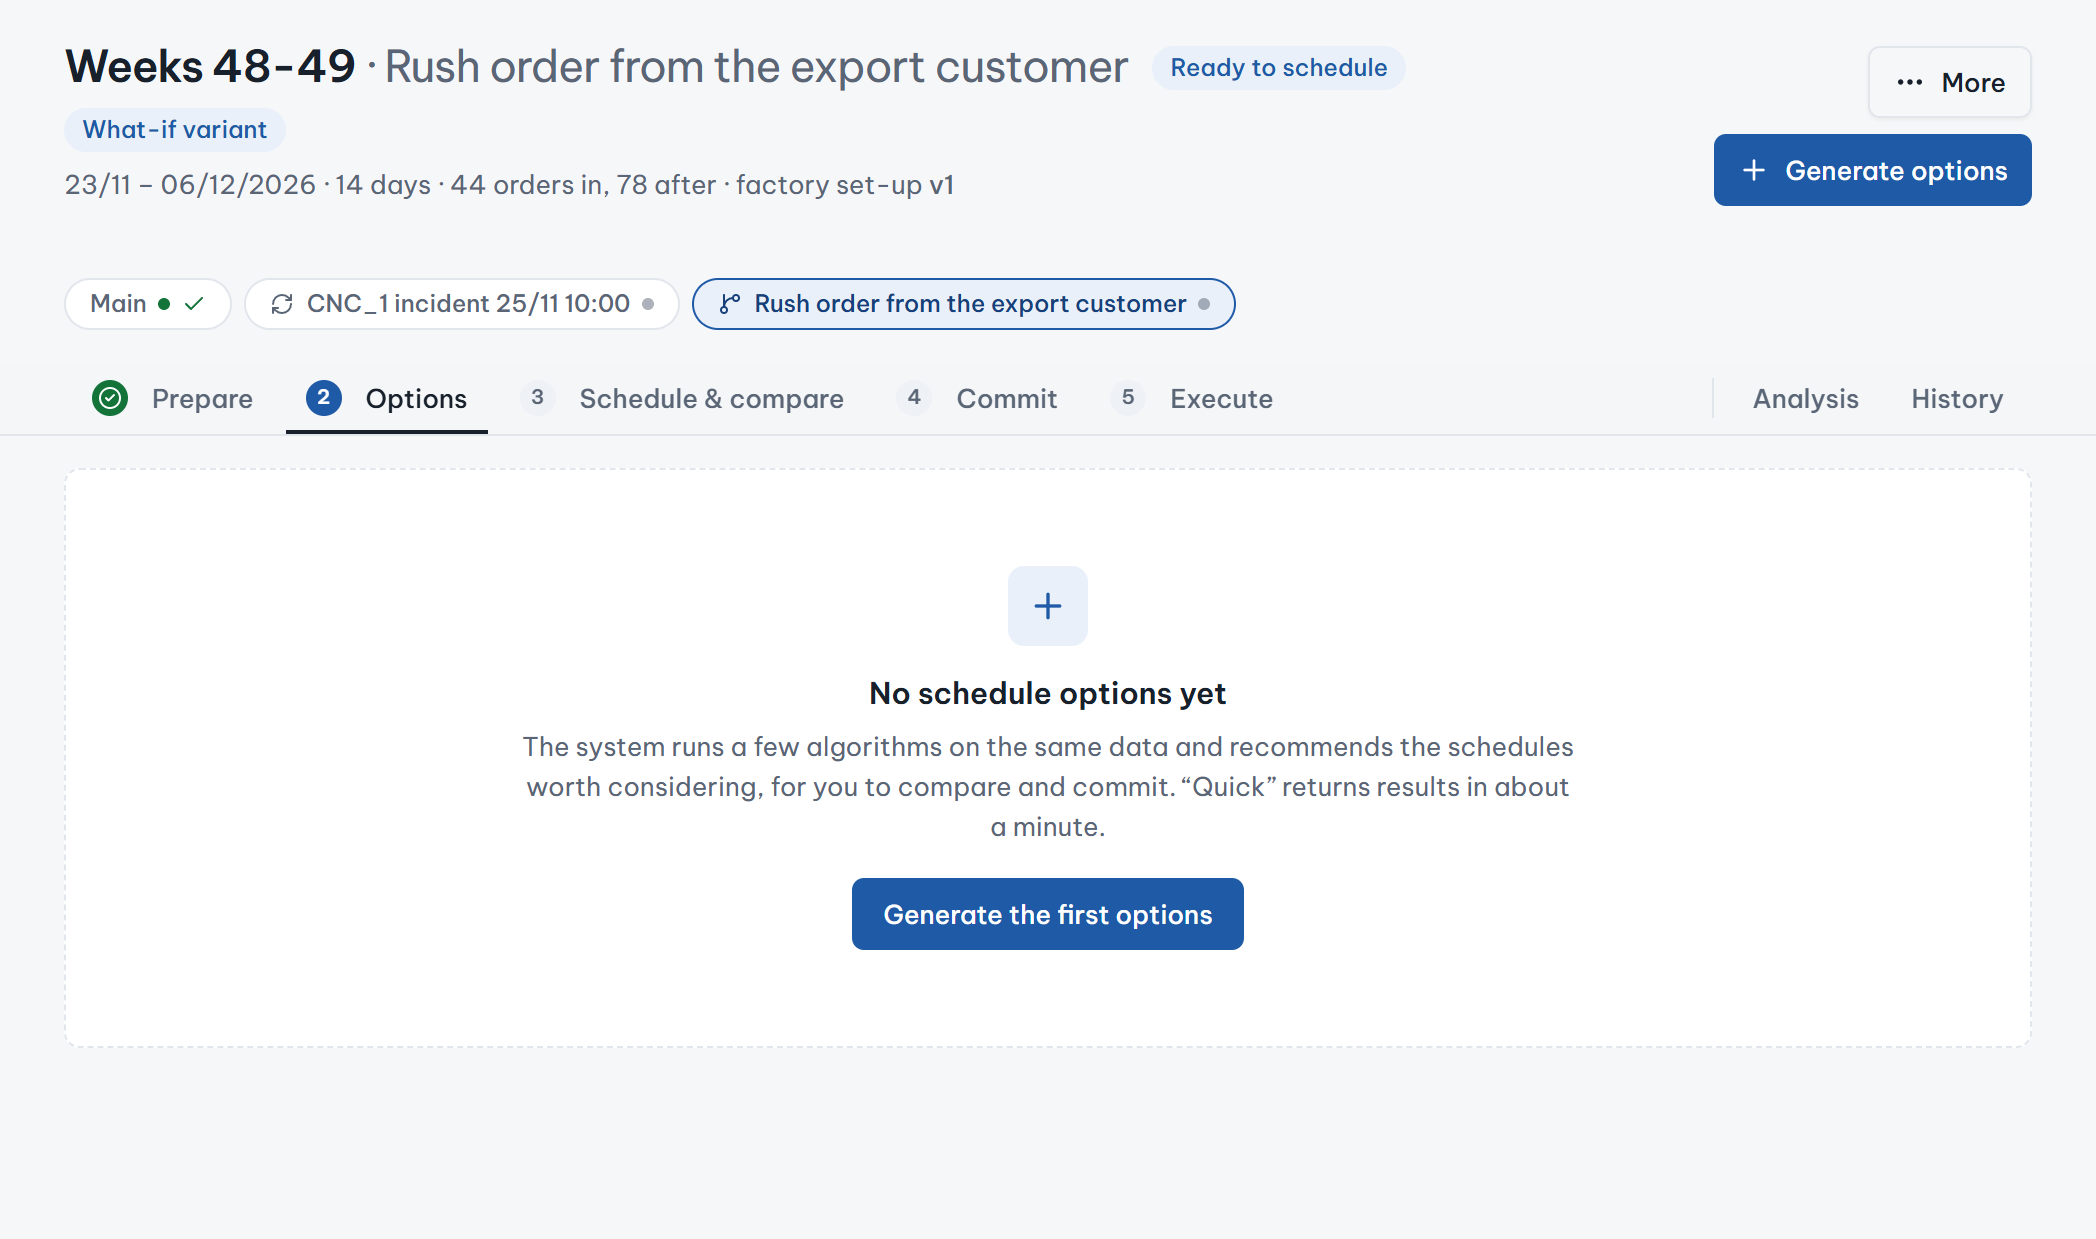 Weeks 48-49 · Rush order from the export customer
Ready to schedule
What-if variant
23/11 – 06/12/2026 · 14 days · 44 orders in, 78 after · factory set-up v1
More
Generate options
Main
CNC_1 incident 25/11 10:00
Rush order from the export customer
Prepare
2 Options
3 Schedule & compare
4 Commit
5 Execute
Analysis
History
No schedule options yet
The system runs a few algorithms on the same data and recommends the schedules
worth considering, for you to compare and commit. “Quick” returns results in about
a minute.
Generate the first options